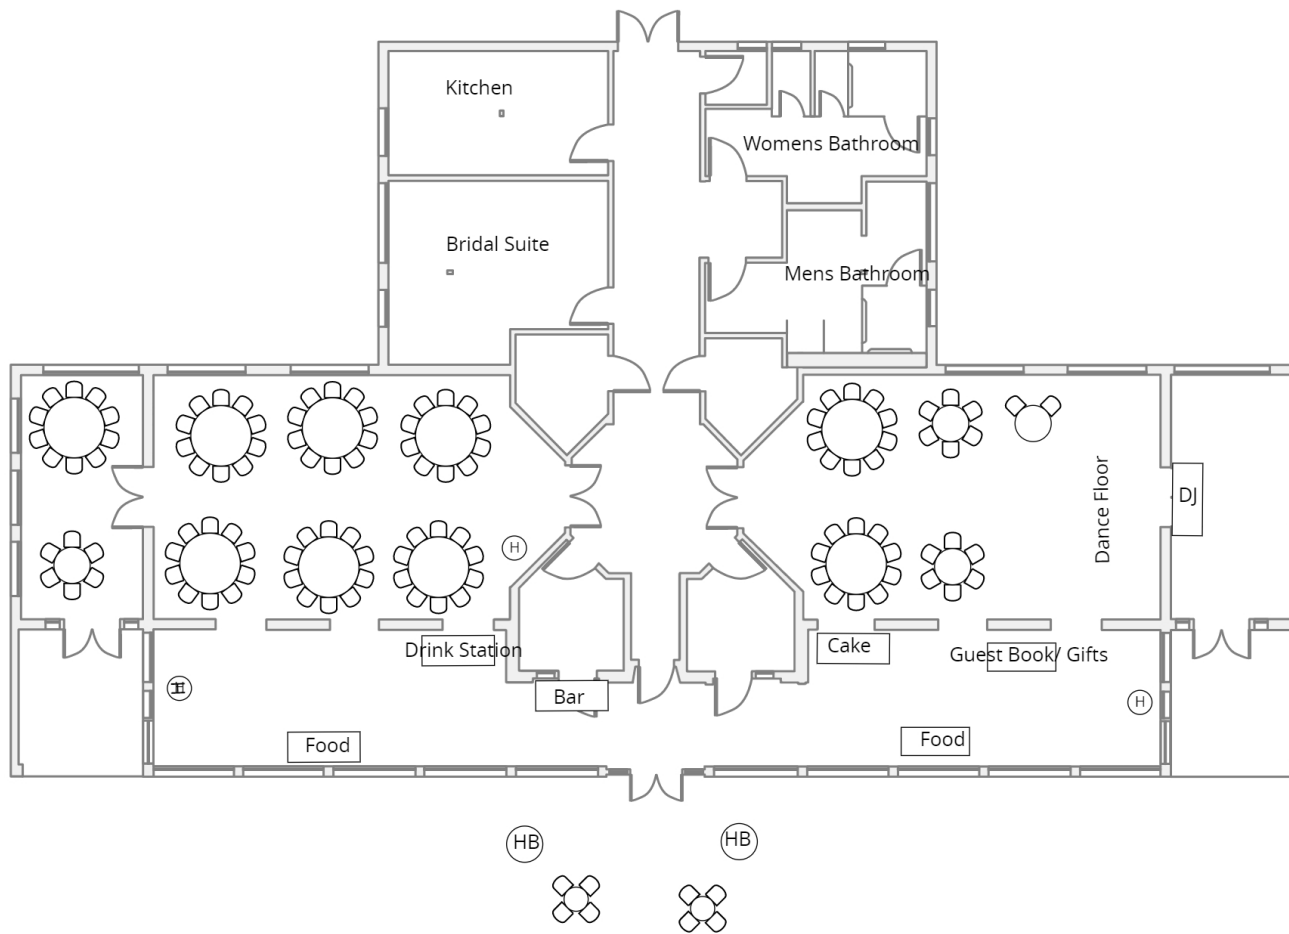 Kitchen
Womens Bathroom
Bridal Suite
Mens Bathroom
DJ
Dance Floor
H
Drink Station
Cake
Guest Book/ Gifts
H
Bar
H
Food
Food
HB
HB